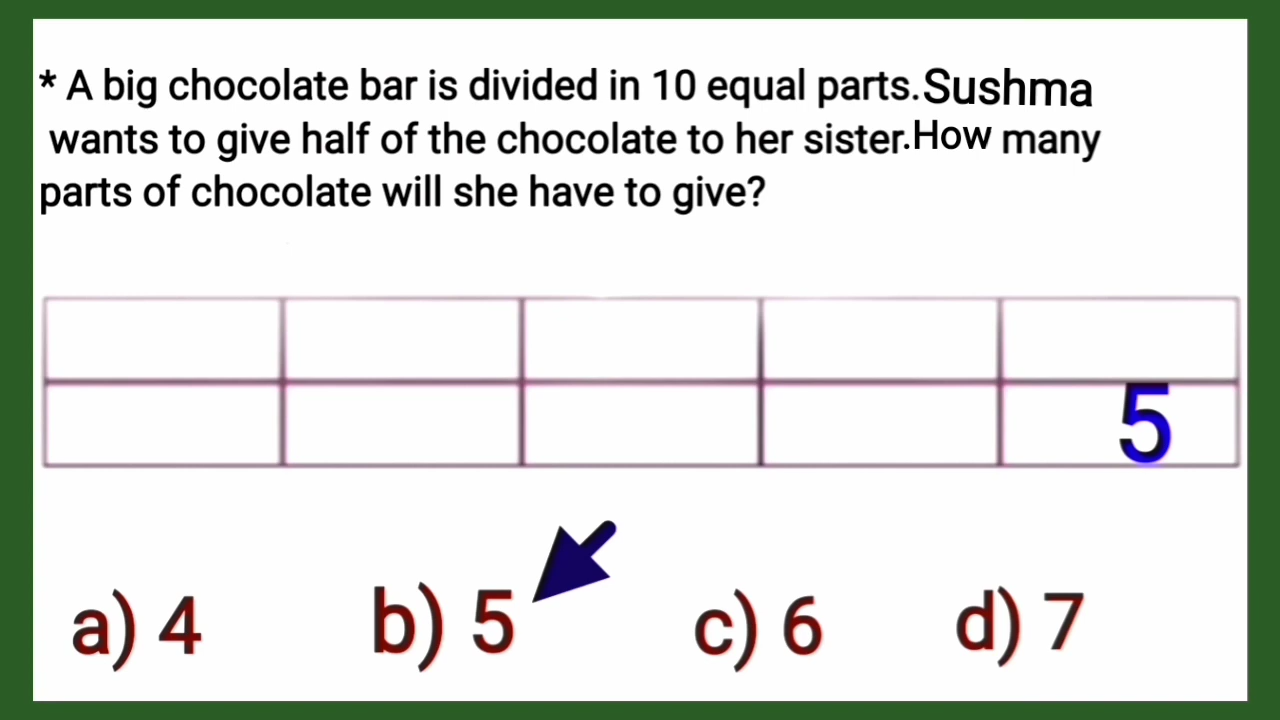 * A big chocolate bar is divided in 10 equal parts.Sushma
wants to give half of the chocolate to her sister.How many
parts of chocolate will she have to give?
5
a) 4 b) 5 c) 6 d) 7